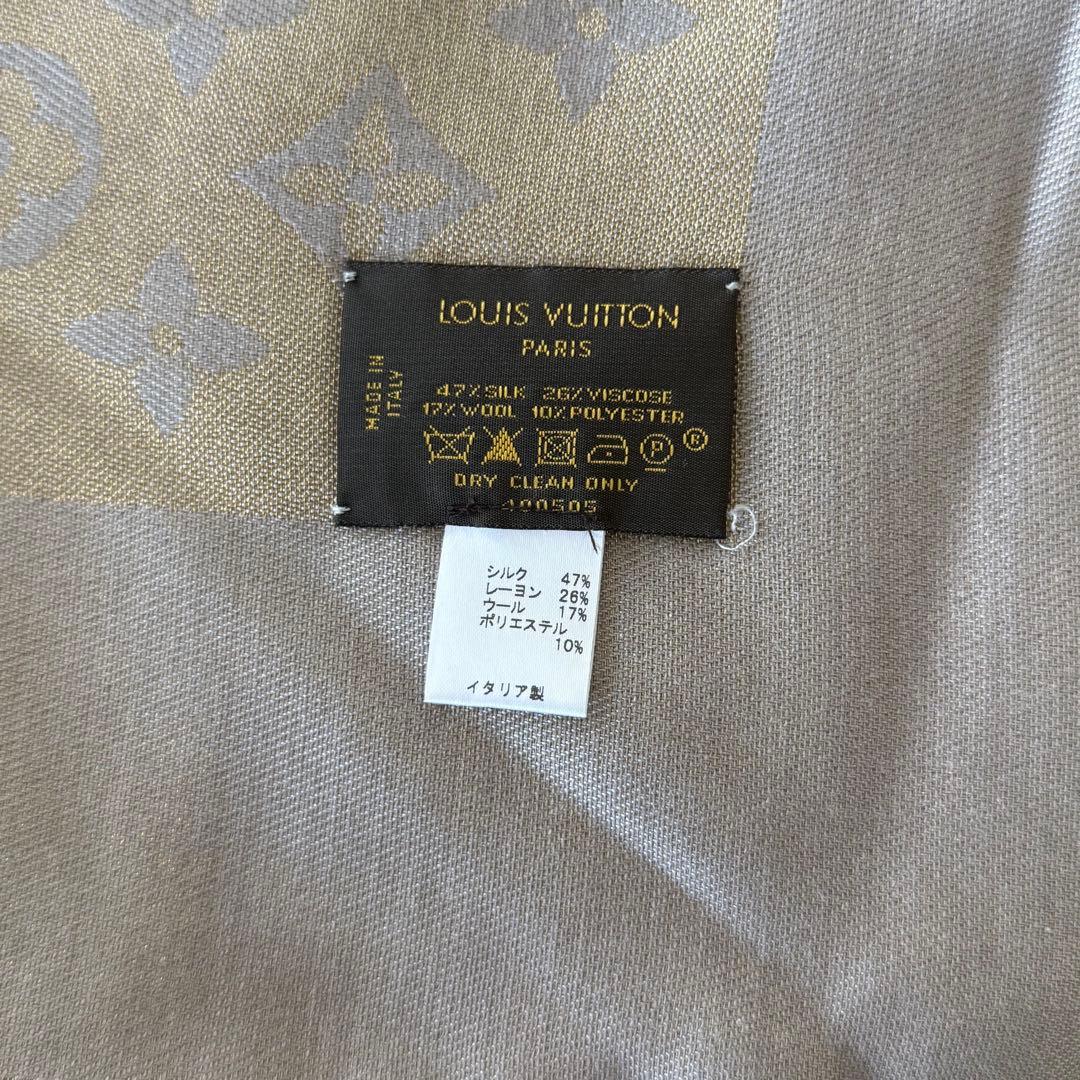 LOUIS VUITTON
PARIS
MADE IN
ITALY
47% SILK 26% VISCOSE
17% WOOL 10% POLYESTER
P ®
DRY CLEAN ONLY
400505
シルク 47%
レーヨン 26%
ウール 17%
ポリエステル
10%
イタリア製